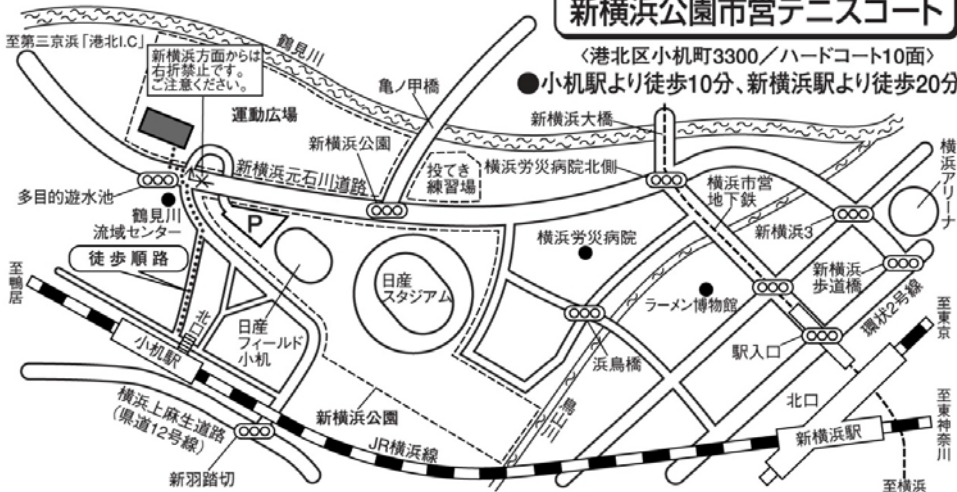 新横浜公園市営テニスコート
〈港北区小机町3300／ハードコート10面〉
●小机駅より徒歩10分、新横浜駅より徒歩20分
至第三京浜「港北I.C」
新横浜方面からは
右折禁止です。
ご注意ください。
鶴見川
亀ノ甲橋
運動広場
新横浜公園
新横浜大橋
新横浜元石川道路
投てき
練習場
横浜労災病院北側
横浜市営
地下鉄
横浜アリーナ
多目的遊水池
鶴見川
流域センター
P
徒歩順路
横浜労災病院
新横浜3
新横浜
歩道橋
至鴨居
日産
スタジアム
ラーメン博物館
環状2号線
至東京
北口
日産
フィールド
小机
小机駅
浜鳥橋
駅入口
鳥山川
北口
横浜上麻生道路
(県道12号線)
新横浜公園
JR横浜線
新横浜駅
至東神奈川
新羽踏切
至横浜